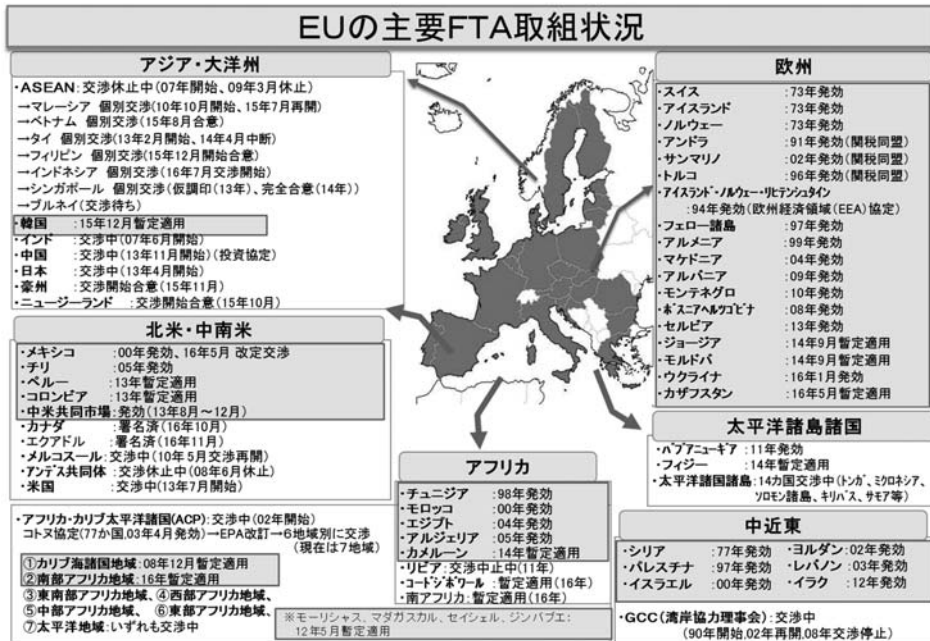 EUの主要FTA取組状況
アジア・大洋州
・ASEAN:交渉休止中(07年開始、09年3月休止)
→マレーシア 個別交渉(10年10月開始、15年7月再開)
→ベトナム 個別交渉(15年8月合意)
→タイ 個別交渉(13年2月開始、14年4月中断)
→フィリピン 個別交渉(15年12月開始合意)
→インドネシア 個別交渉(16年7月交渉開始)
→シンガポール 個別交渉(仮調印(13年)、完全合意(14年))
→ブルネイ(交渉待ち)
・韓国 :15年12月暫定適用
・インド :交渉中(07年6月開始)
・中国 :交渉中(13年11月開始)(投資協定)
・日本 :交渉中(13年4月開始)
・豪州 :交渉開始合意(15年11月)
・ニュージーランド :交渉開始合意(15年10月)
北米・中南米
・メキシコ :00年発効、16年5月 改定交渉
・チリ :05年発効
・ペルー :13年暫定適用
・コロンビア :13年暫定適用
・中米共同市場:発効(13年8月~12月)
・カナダ :署名済(16年10月)
・エクアドル :署名済(16年11月)
・メルコスール:交渉中(10年5月交渉再開)
・アンデス共同体 :交渉休止中(08年6月休止)
・米国 :交渉中(13年7月開始)
・アフリカ・カリブ太平洋諸国(ACP):交渉中(02年開始)
コトヌ協定(77か国、03年4月発効)→EPA改訂→6地域別に交渉
(現在は7地域)
①カリブ海諸国地域:08年12月暫定適用
②南部アフリカ地域:16年暫定適用
③東南部アフリカ地域、④西部アフリカ地域、
⑤中部アフリカ地域、 ⑥東部アフリカ地域、
⑦太平洋地域:いずれも交渉中
※モーリシャス、マダガスカル、セイシェル、ジンバブエ:
12年5月暫定適用
アフリカ
・チュニジア :98年発効
・モロッコ :00年発効
・エジプト :04年発効
・アルジェリア :05年発効
・カメルーン :14年暫定適用
・リビア :交渉中止中(11年)
・コートジボワール :暫定適用(16年)
・南アフリカ:暫定適用(16年)
欧州
・スイス :73年発効
・アイスランド :73年発効
・ノルウェー :73年発効
・アンドラ :91年発効(関税同盟)
・サンマリノ :02年発効(関税同盟)
・トルコ :96年発効(関税同盟)
・アイスランド・ノルウェー・リヒテンシュタイン
:94年発効(欧州経済領域(EEA)協定)
・フェロー諸島 :97年発効
・アルメニア :99年発効
・マケドニア :04年発効
・アルバニア :09年発効
・モンテネグロ :10年発効
・ボスニアヘルツゴビナ :08年発効
・セルビア :13年発効
・ジョージア :14年9月暫定適用
・モルドバ :14年9月暫定適用
・ウクライナ :16年1月発効
・カザフスタン :16年5月暫定適用
太平洋諸島諸国
・パプアニューギア :11年発効
・フィジー :14年暫定適用
・太平洋国諸島 :14カ国交渉中(トンガ、ミクロネシア、
ソロモン諸島、キリバス、サモア等)
中近東
・シリア :77年発効 ・ヨルダン:02年発効
・パレスチナ :97年発効 ・レバノン :03年発効
・イスラエル :00年発効 ・イラク :12年発効
・GCC(湾岸協力理事会):交渉中
(90年開始、02年再開、08年交渉停止)